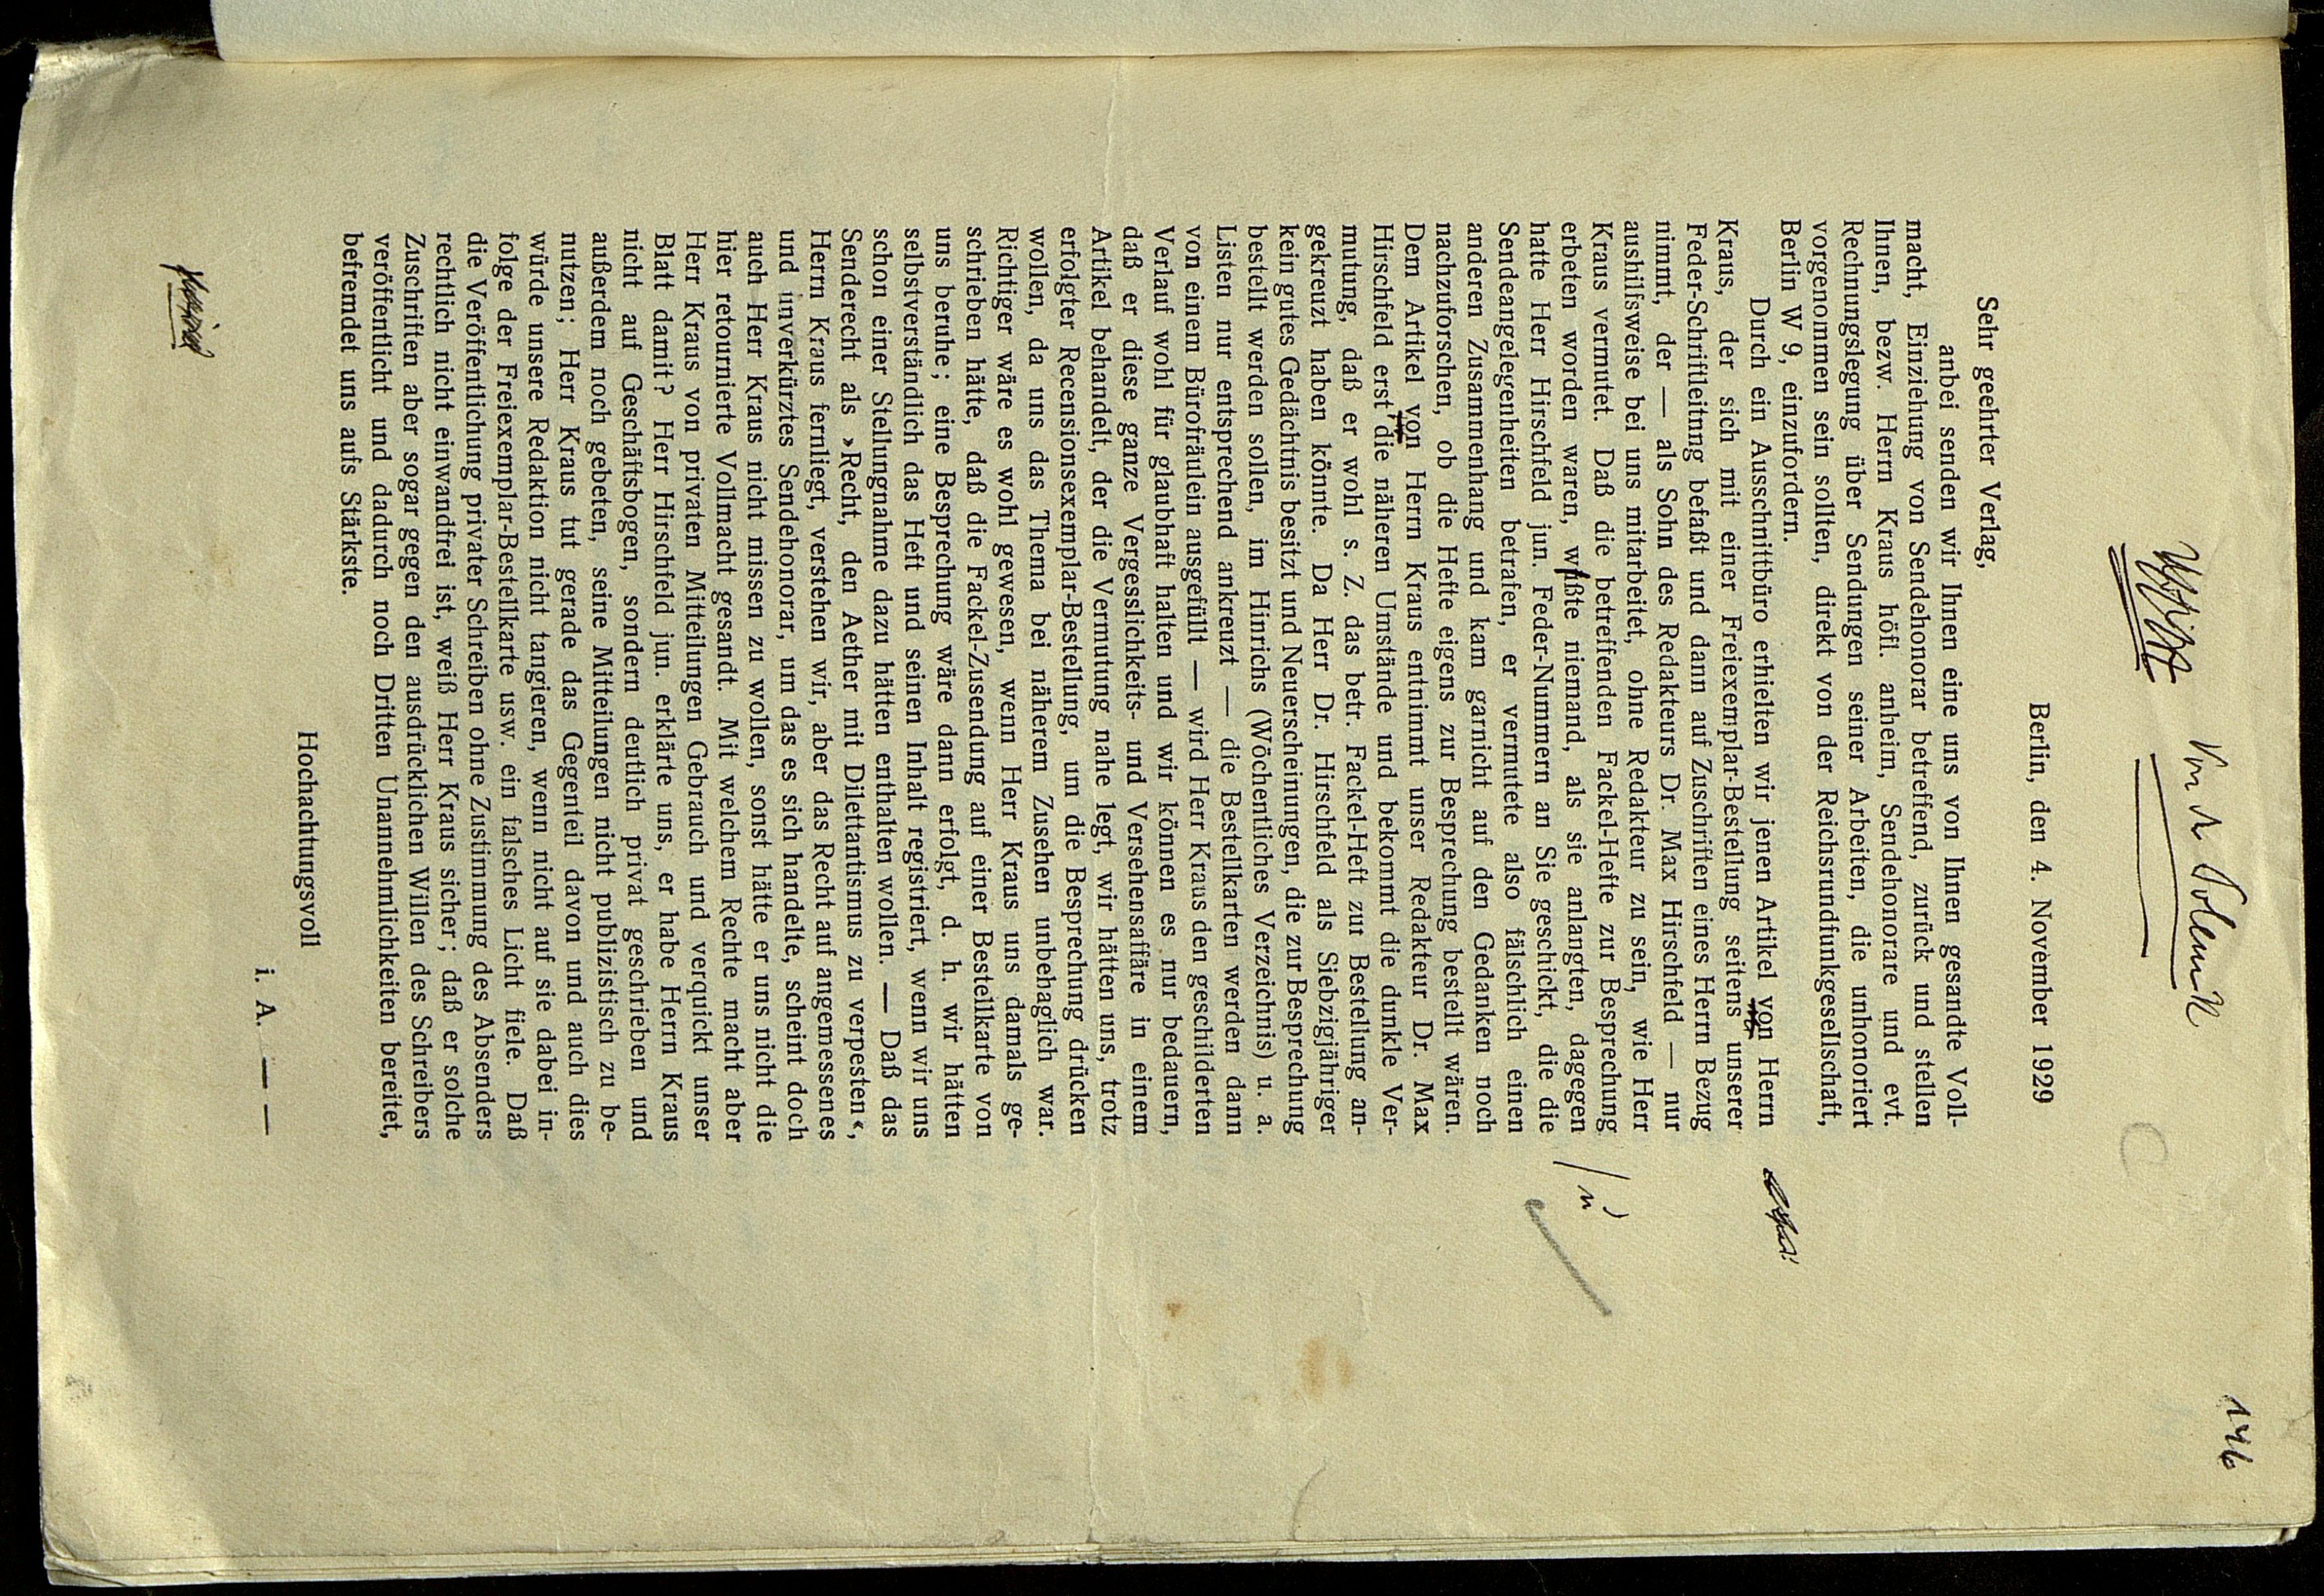 146
Von der Polemik
Berlin, den 4. November 1929
Sehr geehrter Verlag,
anbei senden wir Ihnen eine uns von Ihnen gesandte Voll-
macht, Einziehung von Sendehonorar betreffend, zurück und stellen
Ihnen, bezw. Herrn Kraus höfl. anheim, Sendehonorare und evt.
Rechnungslegung über Sendungen seiner Arbeiten, die unhonoriert
vorgenommen sein sollten, direkt von der Reichsrundfunkgesellschaft,
Berlin W 9, einzufordern.
Durch ein Ausschnittbüro erhielten wir jenen Artikel von Herrn
Kraus, der sich mit einer Freiexemplar-Bestellung seitens unserer
Feder-Schriftleitnng befaßt und dann auf Zuschriften eines Herrn Bezug
nimmt, der — als Sohn des Redakteurs Dr. Max Hirschfeld — nur
aushilfsweise bei uns mitarbeitet, ohne Redakteur zu sein, wie Herr
Kraus vermutet. Daß die betreffenden Fackel-Hefte zur Besprechung
erbeten worden waren, wußte niemand, als sie anlangten, dagegen
hatte Herr Hirschfeld jun. Feder-Nummern an Sie geschickt, die die
Sendeangelegenheiten betrafen, er vermutete also fälschlich einen
anderen Zusammenhang und kam garnicht auf den Gedanken noch
nachzuforschen, ob die Hefte eigens zur Besprechung bestellt wären.
Dem Artikel von Herrn Kraus entnimmt unser Redakteur Dr. Max
Hirschfeld erst die näheren Umstände und bekommt die dunkle Ver-
mutung, daß er wohl s. Z. das betr. Fackel-Heft zur Bestellung an-
gekreuzt haben könnte. Da Herr Dr. Hirschfeld als Siebzigjähriger
kein gutes Gedächtnis besitzt und Neuerscheinungen, die zur Besprechung
bestellt werden sollen, im Hinrichs (Wöchentliches Verzeichnis) u. a.
Listen nur entsprechend ankreuzt — die Bestellkarten werden dann
von einem Bürofräulein ausgefüllt — wird Herr Kraus den geschilderten
Verlauf wohl für glaubhaft halten und wir können es nur bedauern,
daß er diese ganze Vergesslichkeits- und Versehensaffäre in einem
Artikel behandelt, der die Vermutung nahe legt, wir hätten uns, trotz
erfolgter Recensionsexemplar-Bestellung, um die Besprechung drücken
wollen, da uns das Thema bei näherem Zusehen unbehaglich war.
Richtiger wäre es wohl gewesen, wenn Herr Kraus uns damals ge-
schrieben hätte, daß die Fackel-Zusendung auf einer Bestellkarte von
uns beruhe; eine Besprechung wäre dann erfolgt, d. h. wir hätten
selbstverständlich das Heft und seinen Inhalt registriert, wenn wir uns
schon einer Stellungnahme dazu hätten enthalten wollen. — Daß das
Senderecht als »Recht, den Aether mit Dilettantismus zu verpesten«,
Herrn Kraus fernliegt, verstehen wir, aber das Recht auf angemessenes
und unverkürztes Sendehonorar, um das es sich handelte, scheint doch
auch Herr Kraus nicht missen zu wollen, sonst hätte er uns nicht die
hier retournierte Vollmacht gesandt. Mit welchem Rechte macht aber
Herr Kraus von privaten Mitteilungen Gebrauch und verquickt unser
Blatt damit? Herr Hirschfeld jun. erklärte uns, er habe Herrn Kraus
nicht auf Geschäftsbogen, sondern deutlich privat geschrieben und
außerdem noch gebeten, seine Mitteilungen nicht publizistisch zu be-
nutzen; Herr Kraus tut gerade das Gegenteil davon und auch dies
würde unsere Redaktion nicht tangieren, wenn nicht auf sie dabei in-
folge der Freiexemplar-Bestellkarte usw. ein falsches Licht fiele. Daß
die Veröffentlichung privater Schreiben ohne Zustimmung des Absenders
rechtlich nicht einwandfrei ist, weiß Herr Kraus sicher; daß er solche
Zuschriften aber sogar gegen den ausdrücklichen Willen des Schreibers
veröffentlicht und dadurch noch Dritten Unannehmlichkeiten bereitet,
befremdet uns aufs Stärkste.
Hochachtungsvoll
i. A. — —